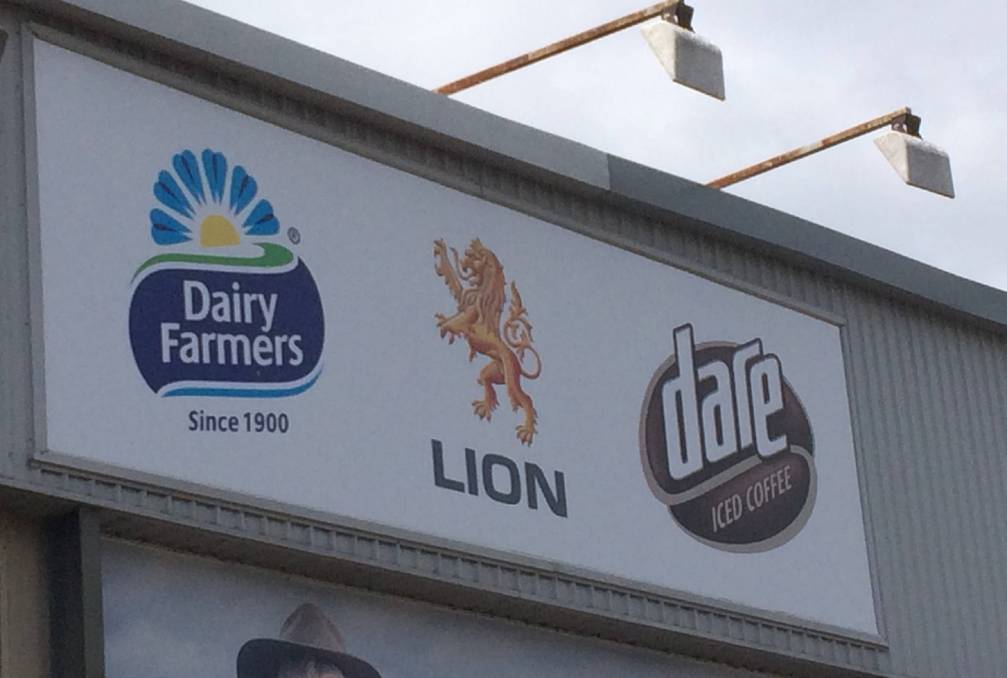 Dairy
Farmers
®
Since 1900
LION
dare
ICED COFFEE